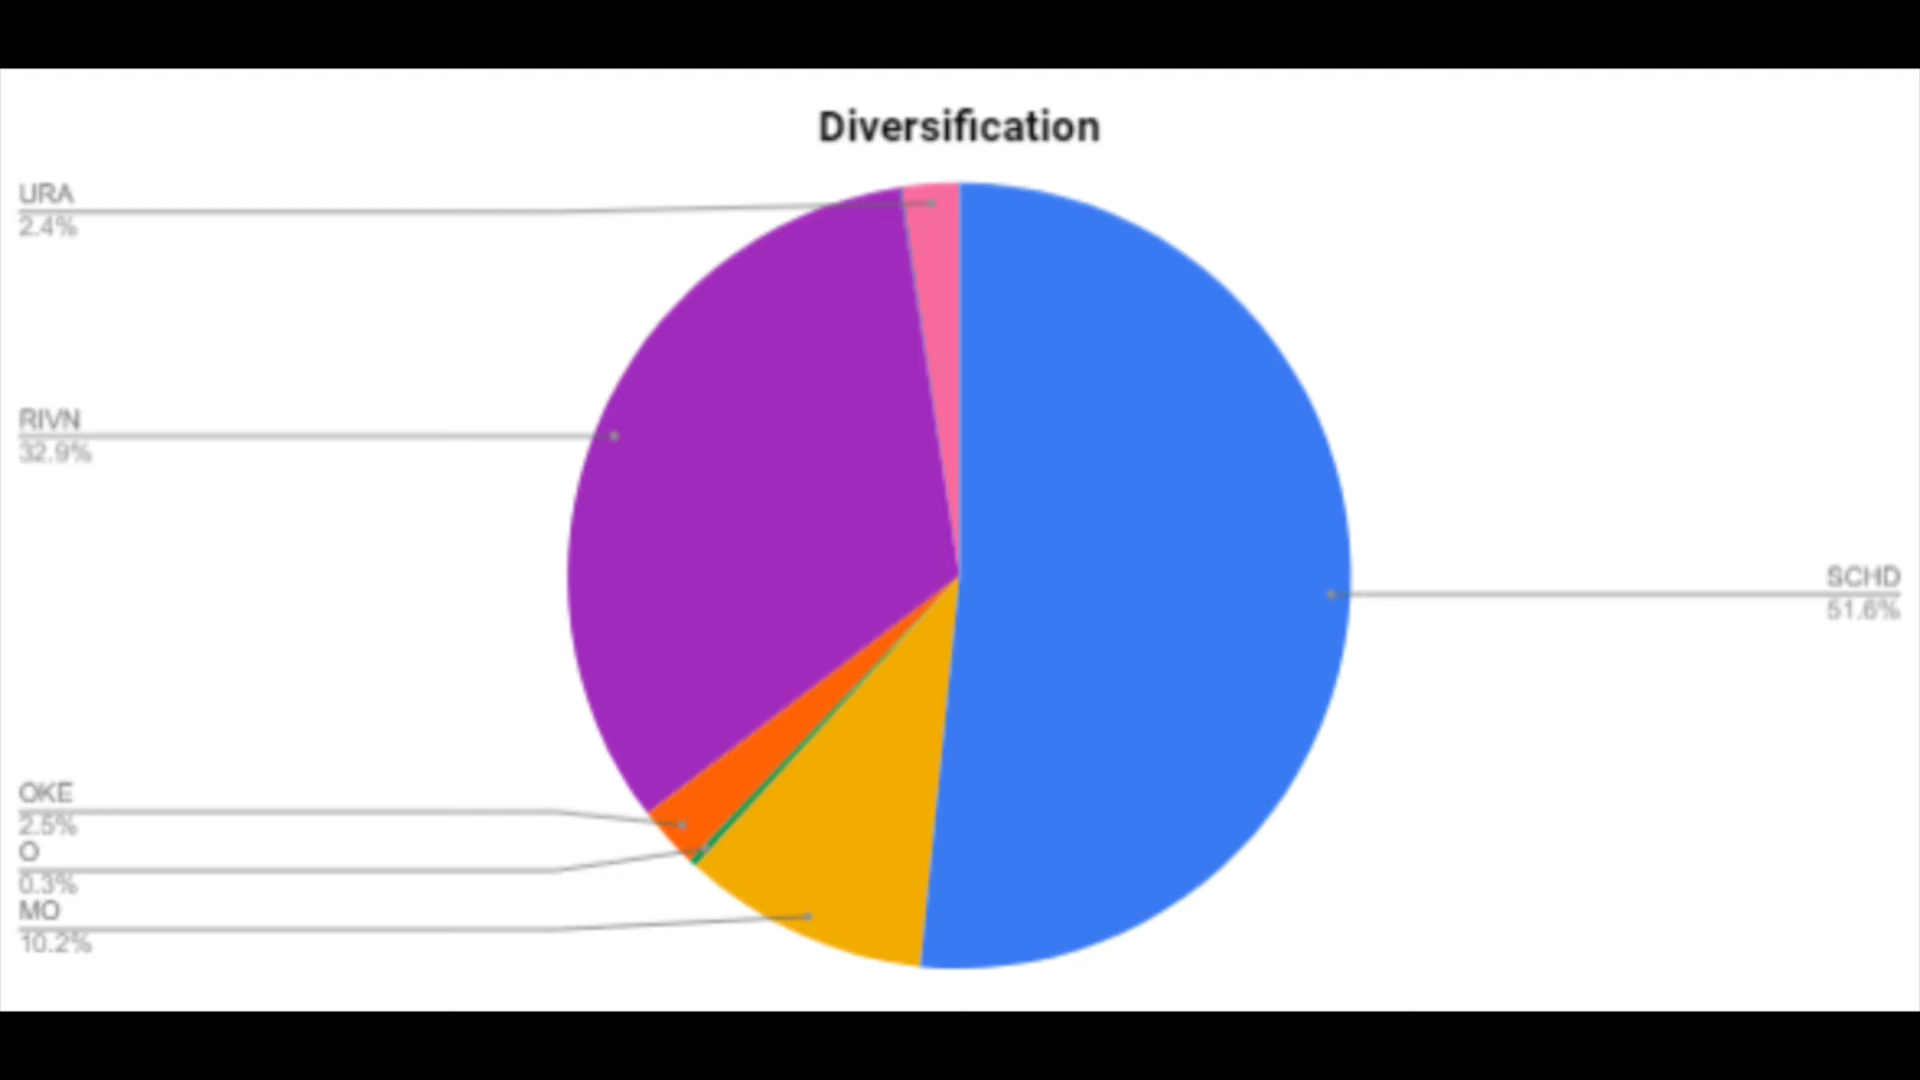 Diversification
URA
2.4%
RIVN
32.9%
SCHD
51.6%
OKE
2.5%
O
0.3%
MO
10.2%